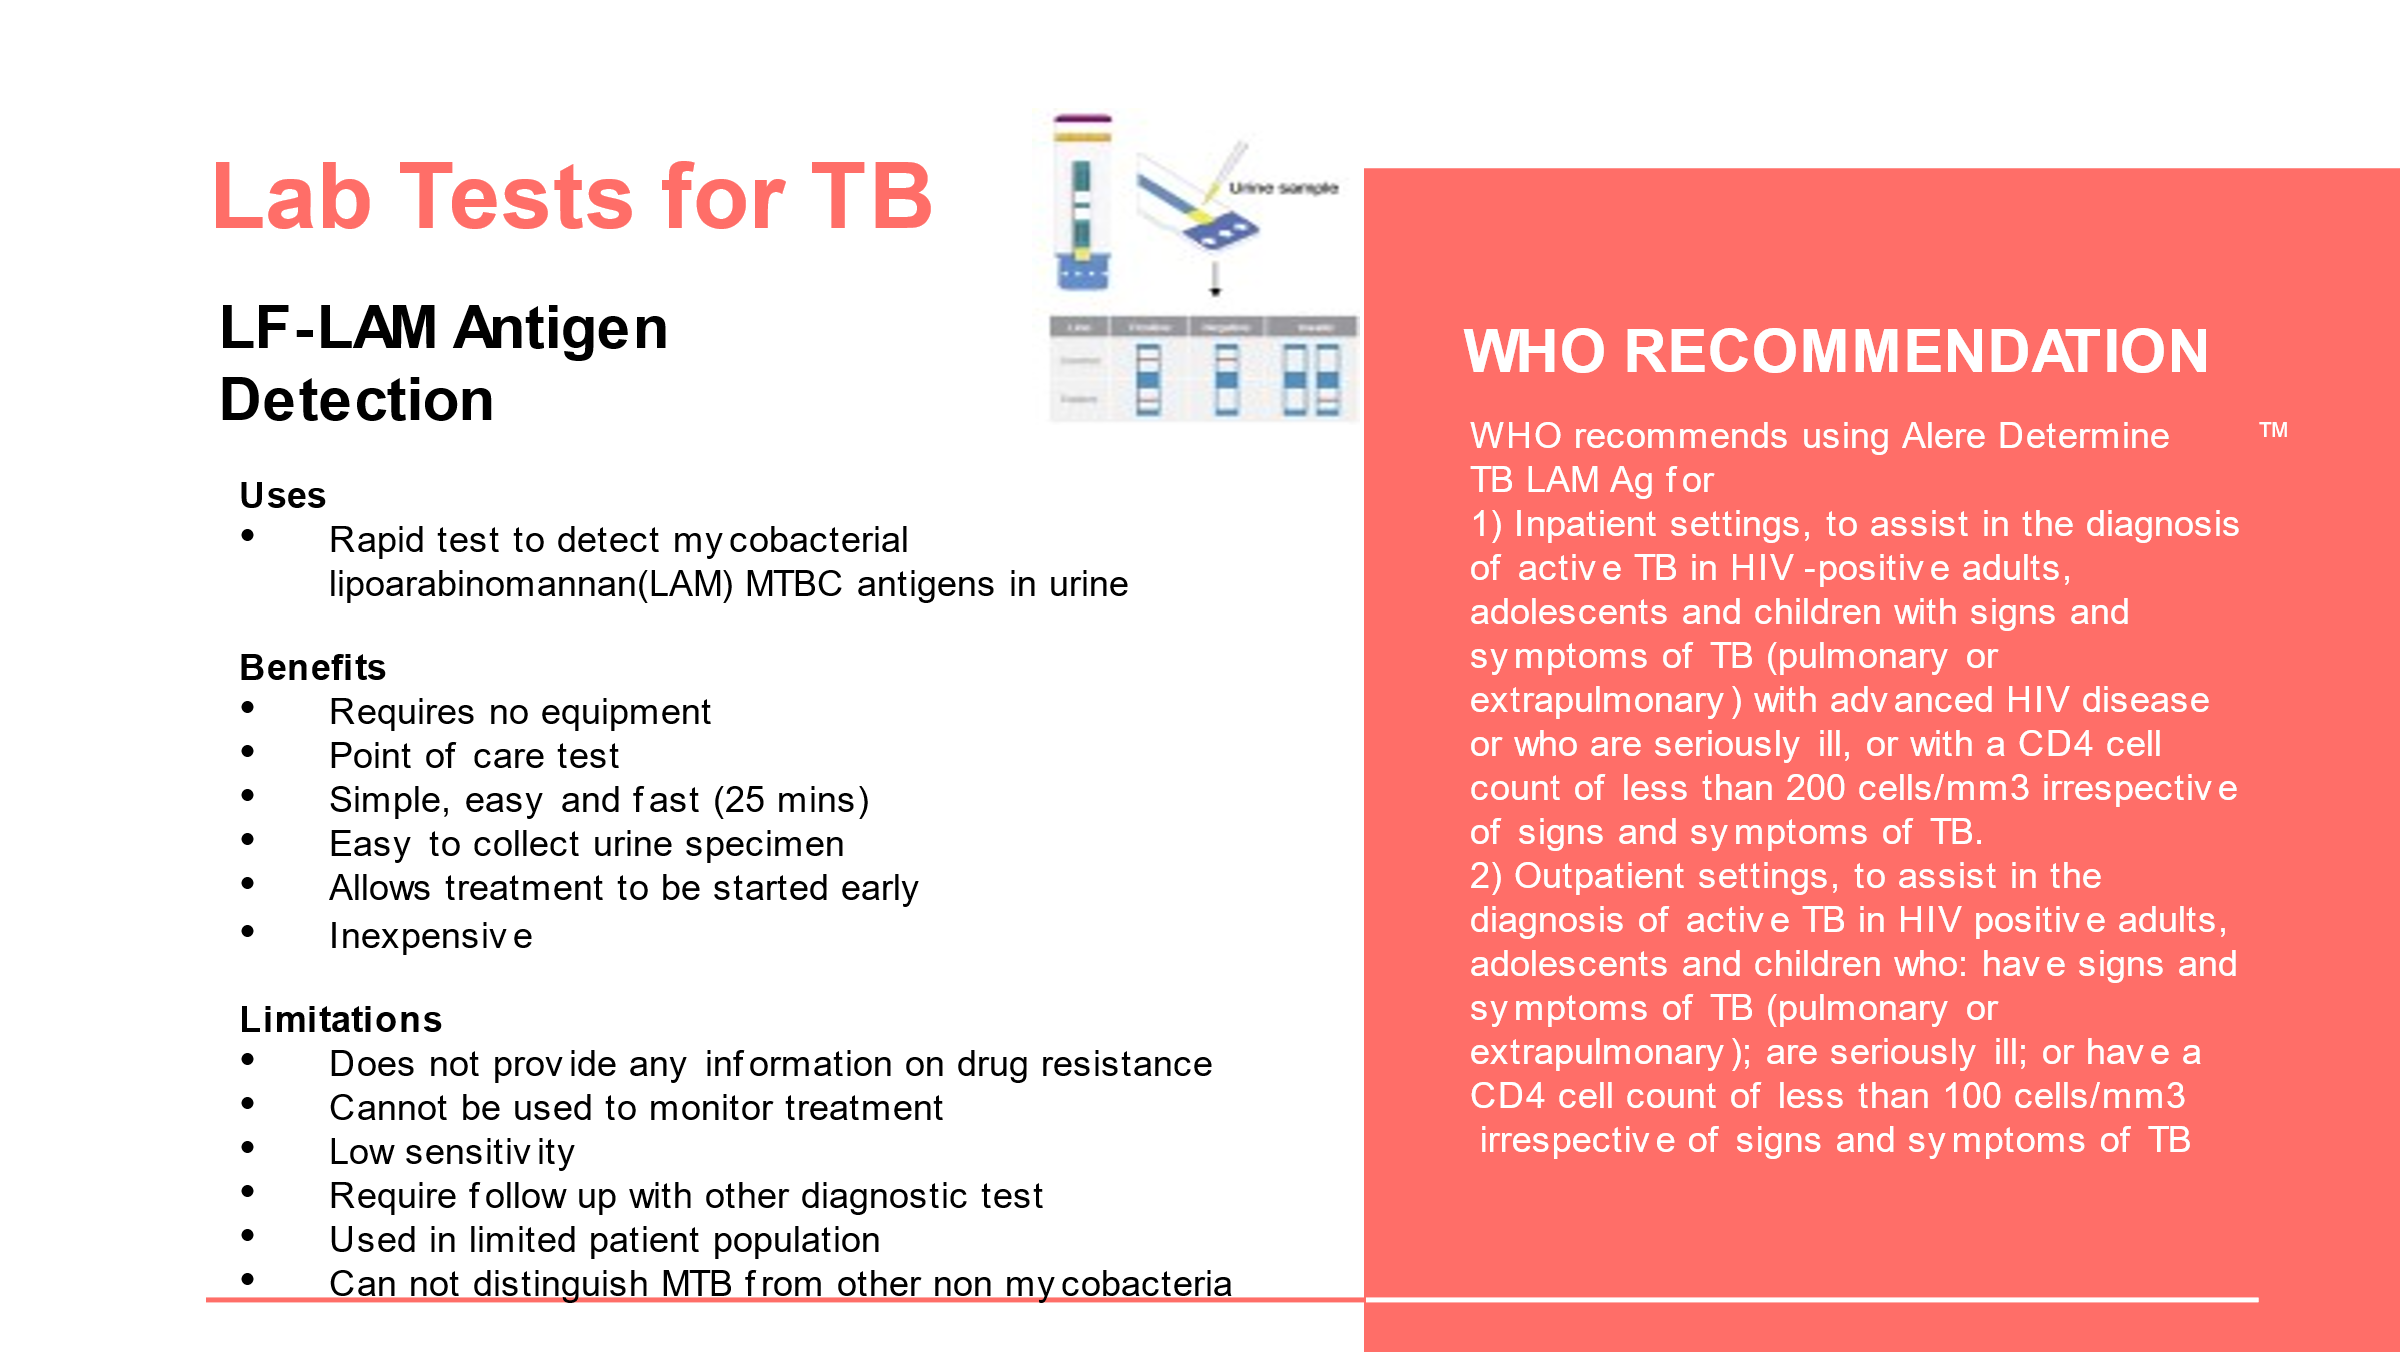 Lab Tests for TB
Urine sample
LF-LAM Antigen
Detection
Uses
• Rapid test to detect mycobacterial
lipoarabinomannan(LAM) MTBC antigens in urine
Benefits
• Requires no equipment
• Point of care test
• Simple, easy and fast (25 mins)
• Easy to collect urine specimen
• Allows treatment to be started early
• Inexpensive
Limitations
• Does not provide any information on drug resistance
• Cannot be used to monitor treatment
• Low sensitivity
• Require follow up with other diagnostic test
• Used in limited patient population
• Can not distinguish MTB from other non mycobacteria
WHO RECOMMENDATION
WHO recommends using Alere Determine ™
TB LAM Ag for
1) Inpatient settings, to assist in the diagnosis
of active TB in HIV -positive adults,
adolescents and children with signs and
symptoms of TB (pulmonary or
extrapulmonary) with advanced HIV disease
or who are seriously ill, or with a CD4 cell
count of less than 200 cells/mm3 irrespective
of signs and symptoms of TB.
2) Outpatient settings, to assist in the
diagnosis of active TB in HIV positive adults,
adolescents and children who: have signs and
symptoms of TB (pulmonary or
extrapulmonary); are seriously ill; or have a
CD4 cell count of less than 100 cells/mm3
irrespective of signs and symptoms of TB